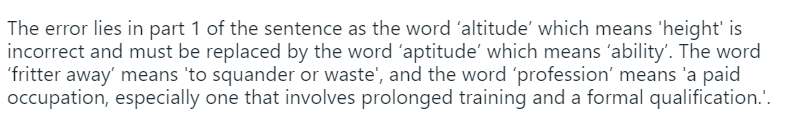 The error lies in part 1 of the sentence as the word ‘altitude’ which means 'height' is
incorrect and must be replaced by the word ‘aptitude’ which means ‘ability’. The word
‘fritter away’ means 'to squander or waste', and the word ‘profession’ means 'a paid
occupation, especially one that involves prolonged training and a formal qualification.'.